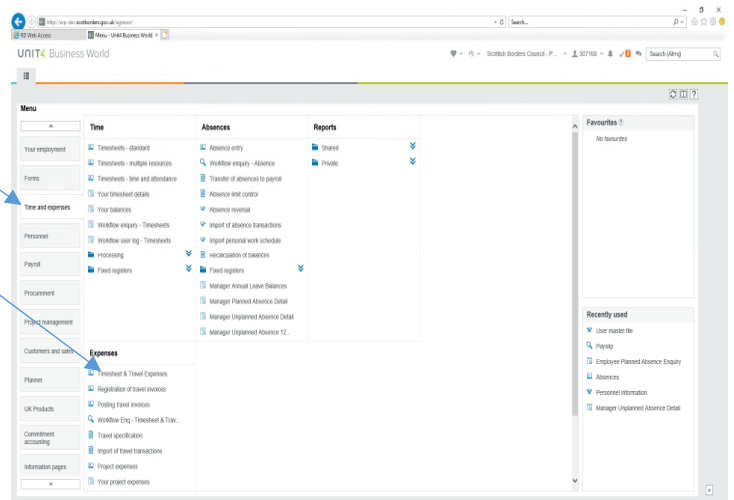 http://erp-dev.scotborders.gov.uk/agresso/
Search...
RD Web Access
Menu - Unit4 Business World
UNIT4 Business World
Scottish Borders Council - P...
307168
Search (Alt+q)
Menu
Your employment
Forms
Time and expenses
Personnel
Payroll
Procurement
Project management
Customers and sales
Planner
UK Products
Commitment
accounting
Information pages
Time
Timesheets - standard
Timesheets - multiple resources
Timesheets - time and attendance
Your timesheet details
Your balances
Workflow enquiry - Timesheets
Workflow user log - Timesheets
Processing
Fixed registers
Absences
Absence entry
Workflow enquiry - Absence
Transfer of absences to payroll
Absence limit control
Absence reversal
Import of absence transactions
Import personal work schedule
Recalculation of balances
Fixed registers
Manager Annual Leave Balances
Manager Planned Absence Detail
Manager Unplanned Absence Detail
Manager Unplanned Absence 12...
Reports
Shared
Private
Expenses
Timesheet & Travel Expenses
Registration of travel invoices
Posting travel invoices
Workflow Enq - Timesheet & Trav...
Travel specification
Import of travel transactions
Project expenses
Your project expenses
Favourites
No favourites
Recently used
User master file
Payslip
Employee Planned Absence Enquiry
Absences
Personnel information
Manager Unplanned Absence Detail